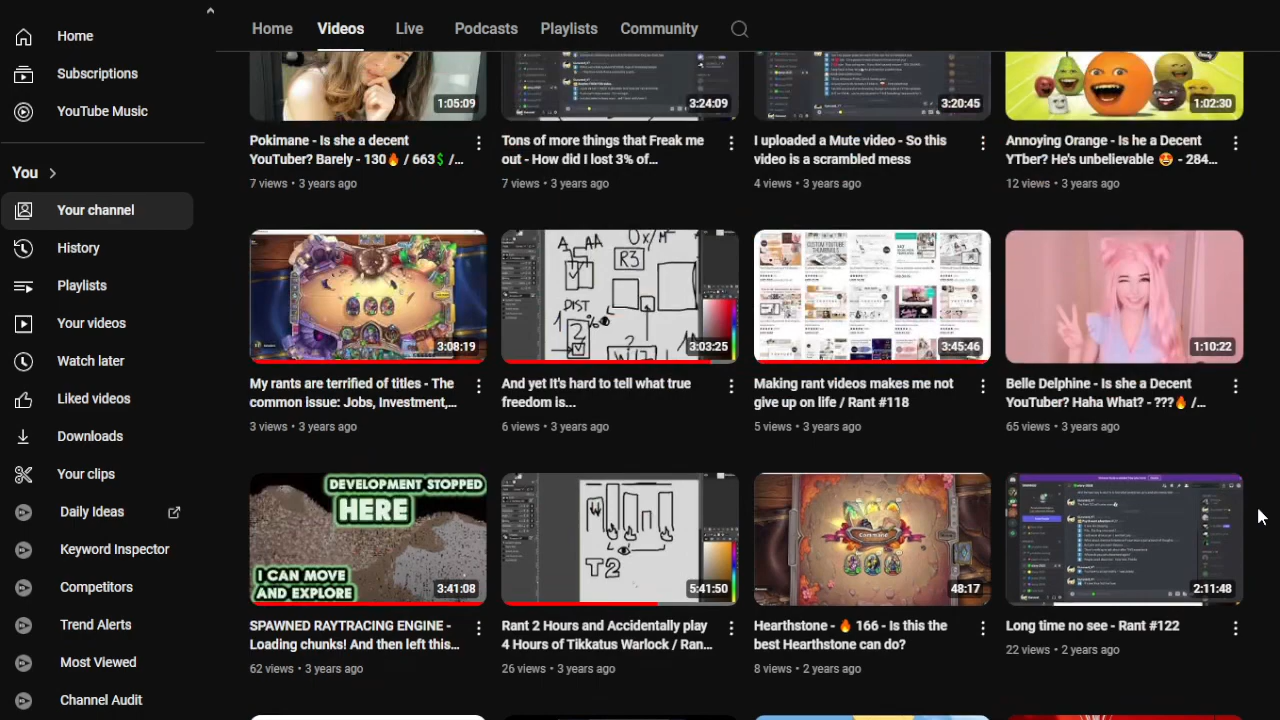 Home
Subscriptions
Youtube Music
You
Your channel
History
Playlists
Your videos
Watch later
Liked videos
Downloads
Your clips
Daily Ideas
Keyword Inspector
Competitors
Trend Alerts
Most Viewed
Channel Audit
Home Videos Live Podcasts Playlists Community
1:05:09
Pokimane - Is she a decent
YouTuber? Barely - 130🔥 / 663💲 /...
7 views • 3 years ago
3:24:09
Tons of more things that Freak me
out - How did I lost 3% of...
7 views • 3 years ago
3:26:45
I uploaded a Mute video - So this
video is a scrambled mess
4 views • 3 years ago
1:02:30
Annoying Orange - Is he a Decent
YTber? He's unbelievable 🤩 - 284...
12 views • 3 years ago
3:08:19
My rants are terrified of titles - The
common issue: Jobs, Investment,...
3 views • 3 years ago
A AA
R3
DIST.
3:03:25
And yet It's hard to tell what true
freedom is...
6 views • 3 years ago
CUSTOM YOUTUBE
THUMBNAILS
3:45:46
Making rant videos makes me not
give up on life / Rant #118
5 views • 3 years ago
1:10:22
Belle Delphine - Is she a Decent
YouTuber? Haha What? - ???🔥 /...
65 views • 3 years ago
DEVELOPMENT STOPPED
HERE
I CAN MOVE
AND EXPLORE
3:41:08
SPAWNED RAYTRACING ENGINE -
Loading chunks! And then left this...
62 views • 3 years ago
T2
5:41:50
Rant 2 Hours and Accidentally play
4 Hours of Tikkatus Warlock / Ran...
26 views • 3 years ago
48:17
Hearthstone - 🔥 166 - Is this the
best Hearthstone can do?
8 views • 2 years ago
2:11:48
Long time no see - Rant #122
22 views • 2 years ago